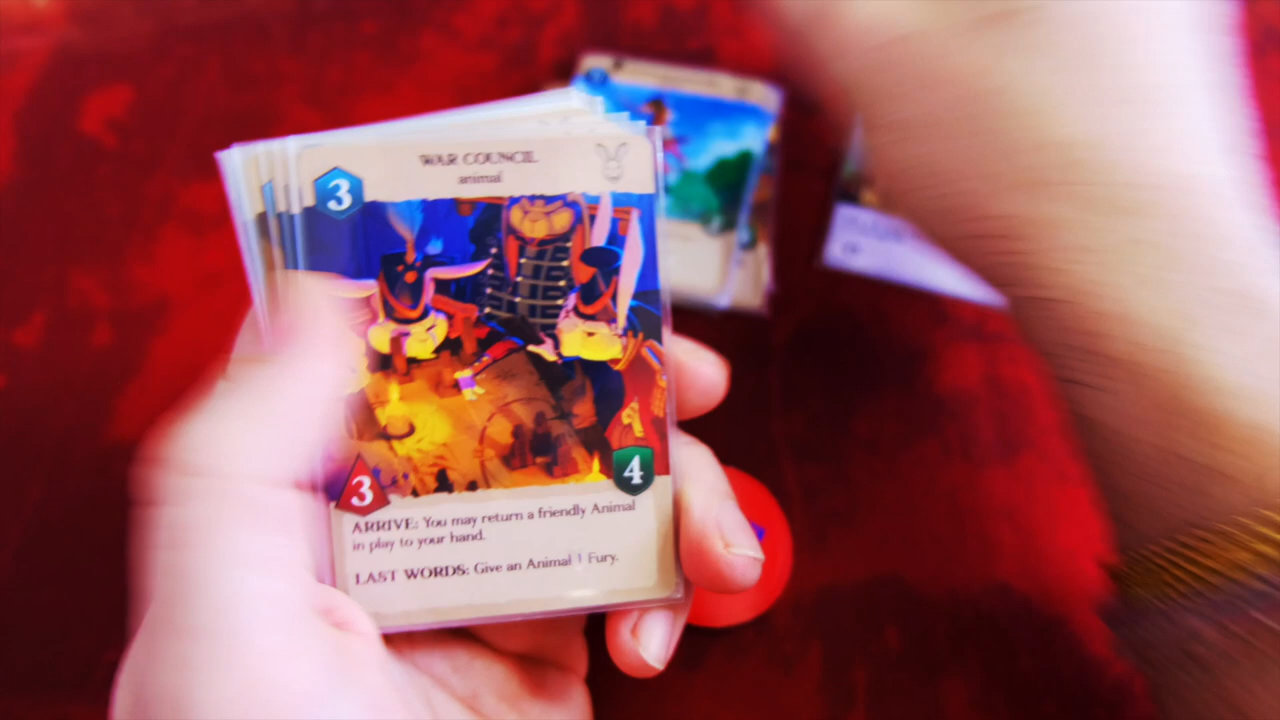 WAR COUNCIL
animal
3
3
4
ARRIVE: You may return a friendly Animal
in play to your hand.
LAST WORDS: Give an Animal 1 Fury.